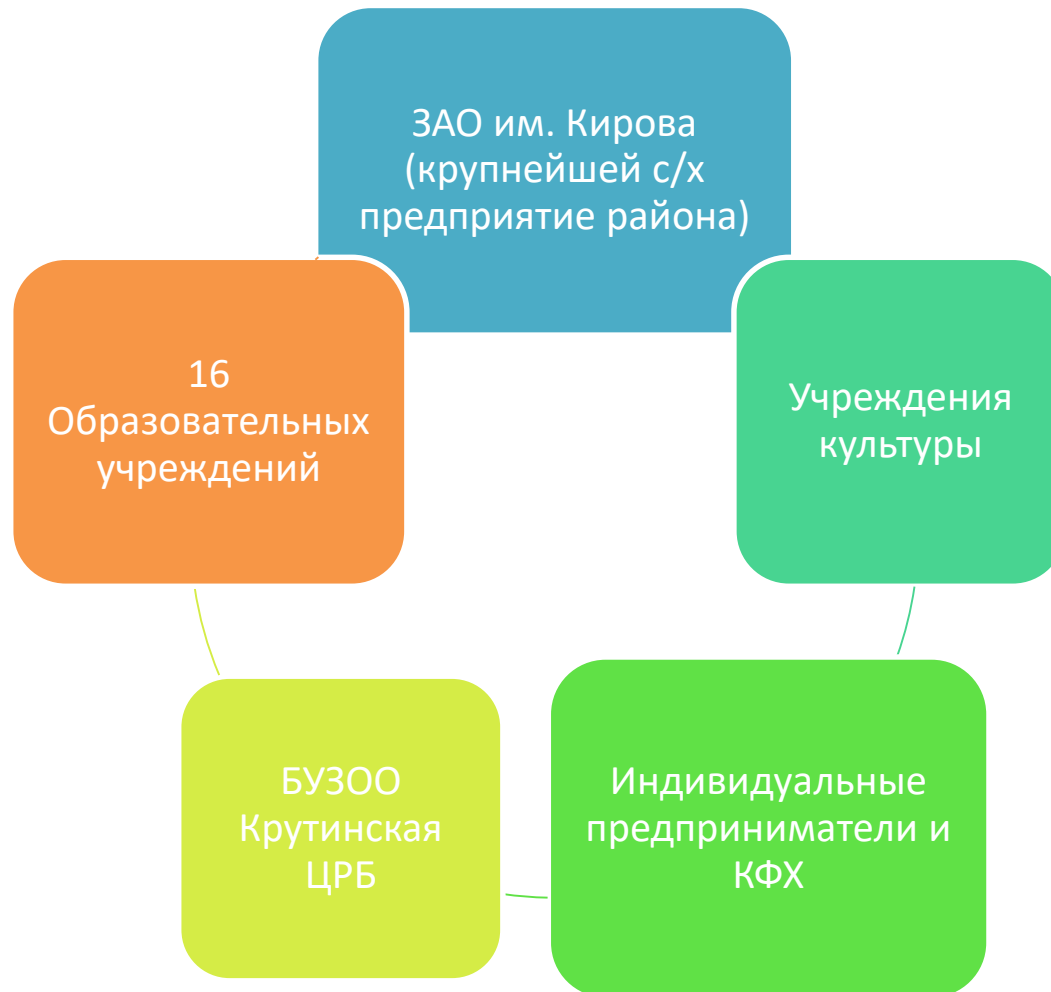 ЗАО им. Кирова
(крупнейшей с/х
предприятие района)
16
Образовательных
учреждений
Учреждения
культуры
БУЗОО
Крутинская
ЦРБ
Индивидуальные
предприниматели и
КФХ